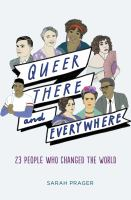 QUEER
THERE
and
EVERYWHERE
23 PEOPLE WHO CHANGED THE WORLD
SARAH PRAGER